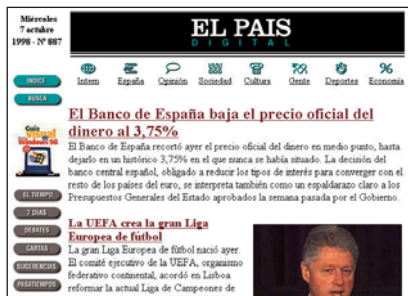 Miércoles
7 octubre
1998 - Nº 887
EL PAIS
DIGITAL
Intern España Opinión Sociedad Cultura Gente Deportes Economía
INDICE
BUSCA
Guía
visual
Windows 98
EL TIEMPO
7 DIAS
DEBATES
CARTAS
SUGERENCIAS
PASATIEMPOS
El Banco de España baja el precio oficial del
dinero al 3,75%
El Banco de España recortó ayer el precio oficial del dinero en medio punto, hasta
dejarlo en un histórico 3,75% en el que nunca se había situado. La decisión del
banco central español, obligado a reducir los tipos de interés para converger con el
resto de los países del euro, se interpreta también como un espaldarazo claro a los
Presupuestos Generales del Estado aprobados la semana pasada por el Gobierno.
La UEFA crea la gran Liga
Europea de fútbol
La gran Liga Europea de fútbol nació ayer.
El comité ejecutivo de la UEFA, organismo
federativo continental, acordó en Lisboa
reformar la actual Liga de Campeones de